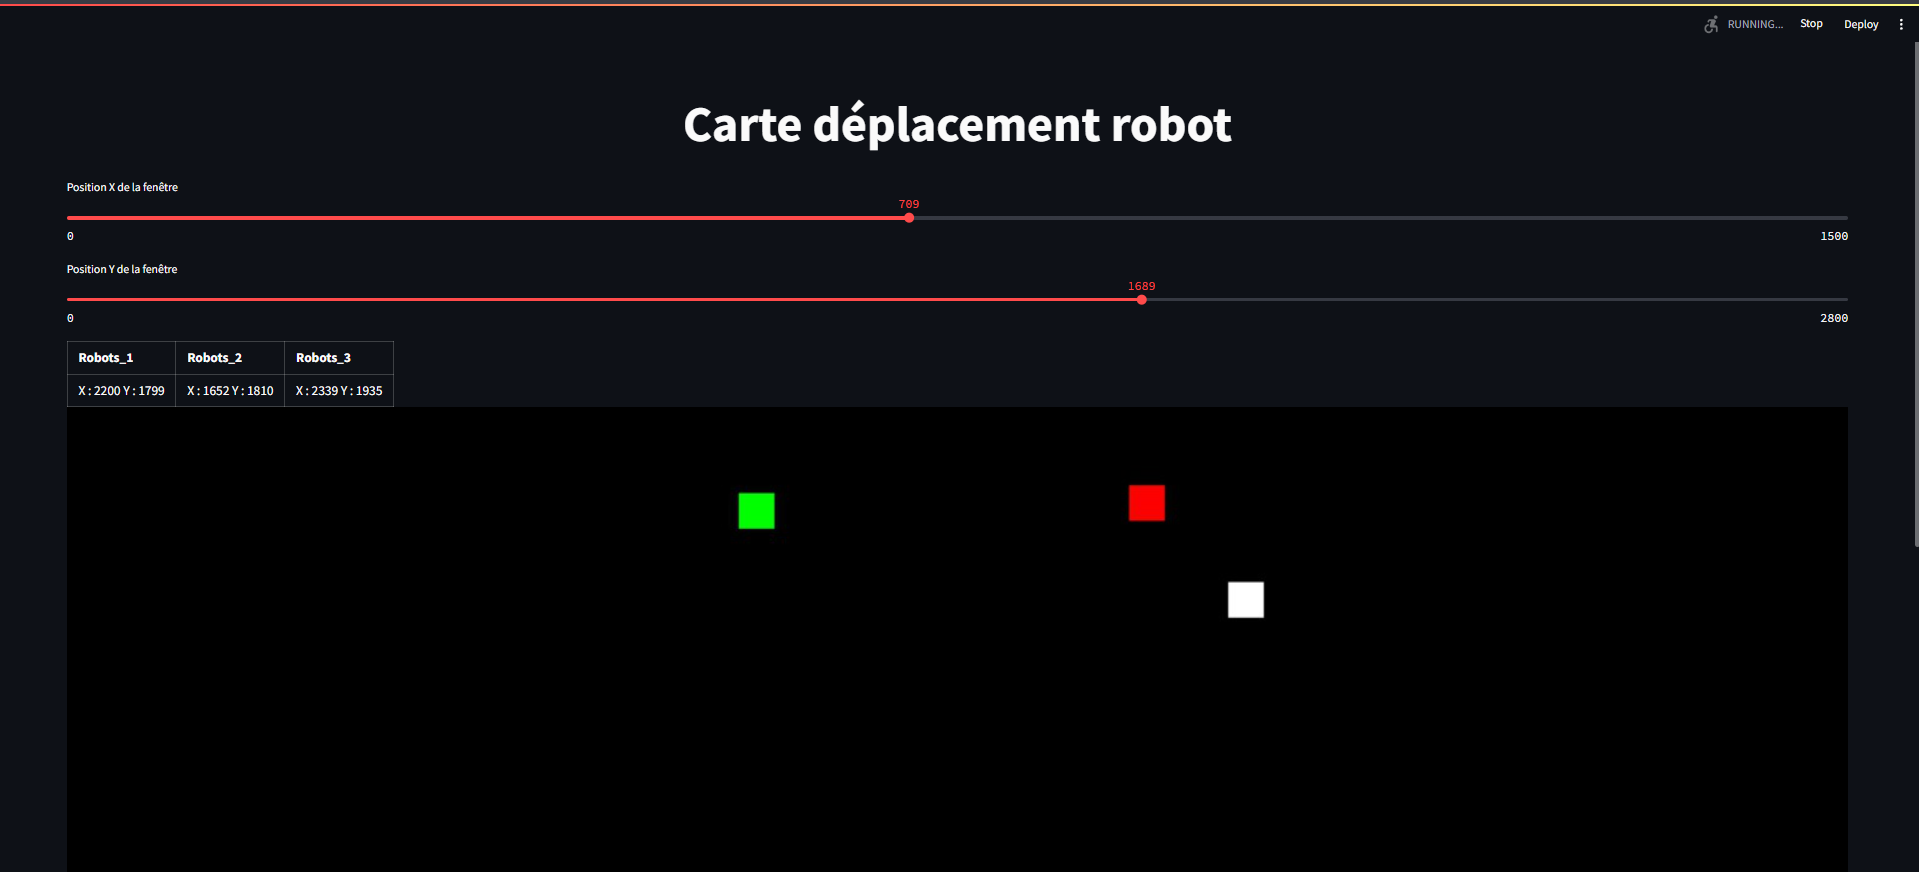 RUNNING... Stop Deploy
Carte déplacement robot
Position X de la fenêtre
709
0 1500
Position Y de la fenêtre
1689
0 2800
Robots_1 Robots_2 Robots_3
X : 2200 Y : 1799 X : 1652 Y : 1810 X : 2339 Y : 1935